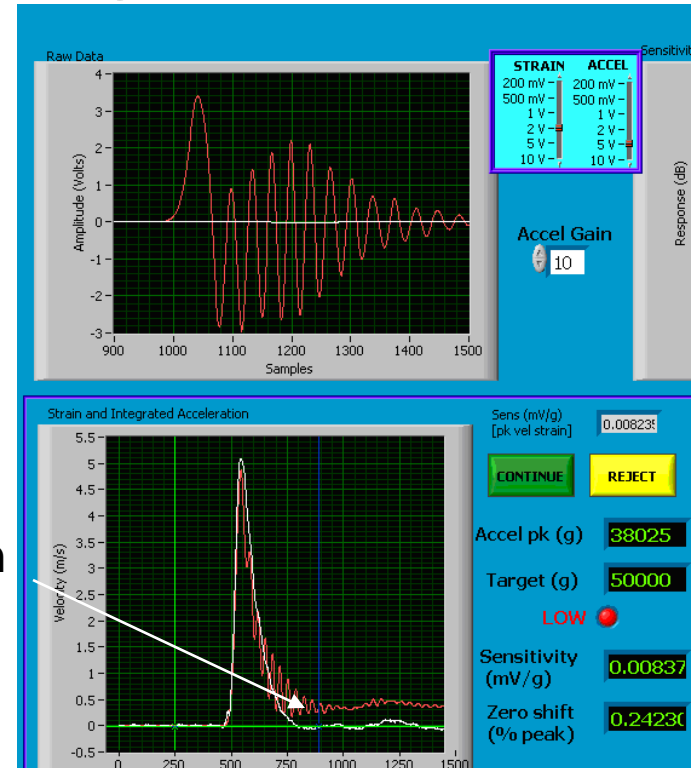 Raw Data
4
3
2
1
0
-1
-2
-3
Amplitude (Volts)
900 1000 1100 1200 1300 1400 1500
Samples
STRAIN ACCEL
200 mV 200 mV
500 mV 500 mV
1 V 1 V
2 V 2 V
5 V 5 V
10 V 10 V
Accel Gain
10
Response (dB)
Strain and Integrated Acceleration
5.5
5
4.5
4
3.5
3
2.5
2
1.5
1
0.5
0
-0.5
Velocity (m/s)
0 250 500 750 1000 1250 1500
Sens (mV/g)
[pk vel strain]
CONTINUE REJECT
Accel pk (g) 38025
Target (g) 50000
LOW
Sensitivity
(mV/g)
0.00837
Zero shift
(% peak)